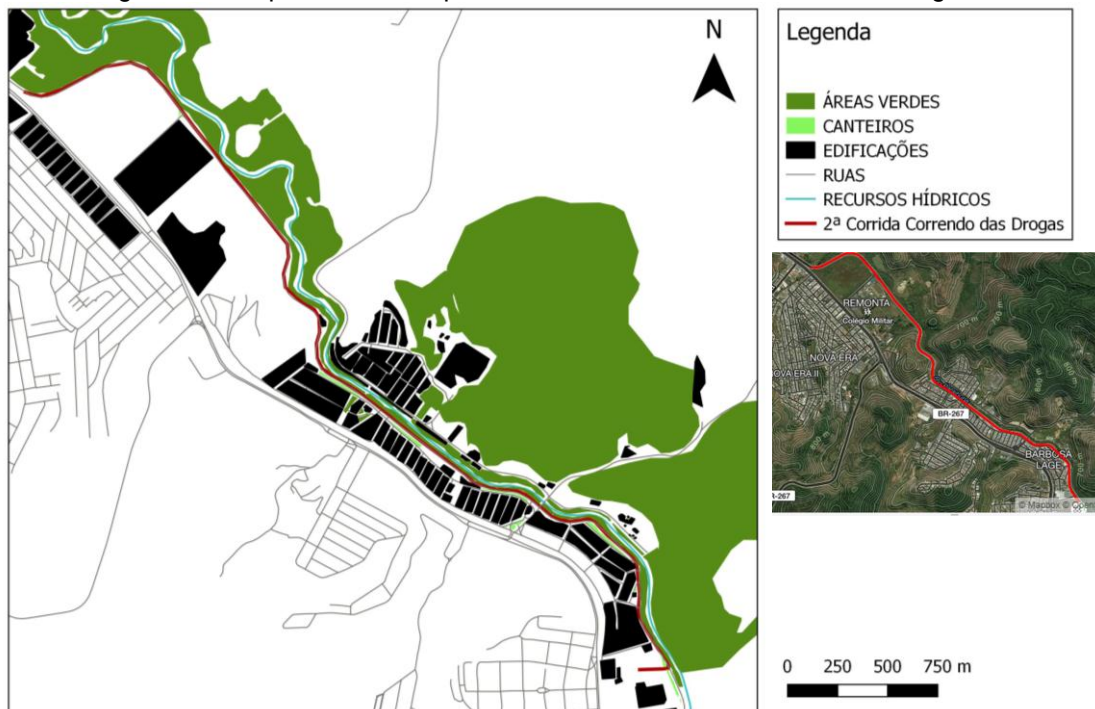 N
Legenda
ÁREAS VERDES
CANTEIROS
EDIFICAÇÕES
RUAS
RECURSOS HÍDRICOS
2ª Corrida Correndo das Drogas
REMONTA
Colégio Militar
NOVA ERA
NOVA ERA II
BR-267
BARBOSA
LAGE
-267
© Mapbox © Open
0 250 500 750 m